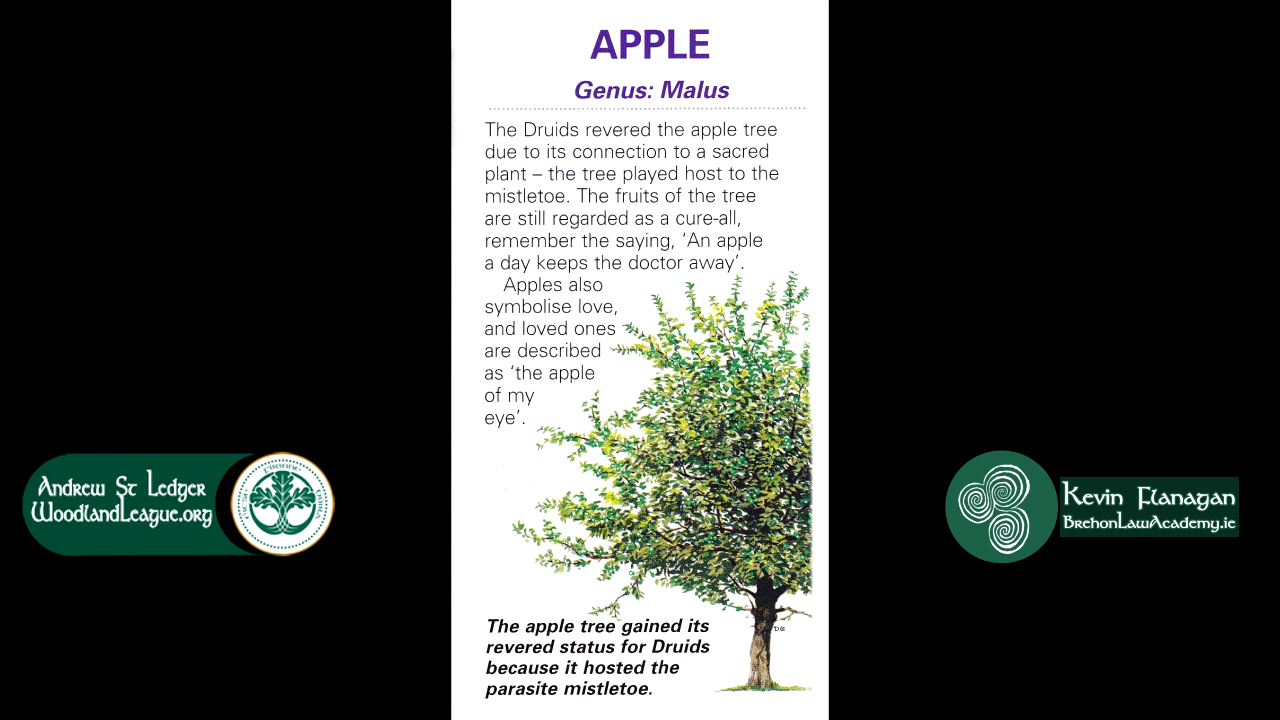 APPLE
Genus: Malus
The Druids revered the apple tree
due to its connection to a sacred
plant – the tree played host to the
mistletoe. The fruits of the tree
are still regarded as a cure-all,
remember the saying, ‘An apple
a day keeps the doctor away’.
Apples also
symbolise love,
and loved ones
are described
as ‘the apple
of my
eye’.
The apple tree gained its
revered status for Druids
because it hosted the
parasite mistletoe.
Andrew St Ledger
WoodlandLeague.org
Kevin Flanagan
BrehonLawAcademy.ie